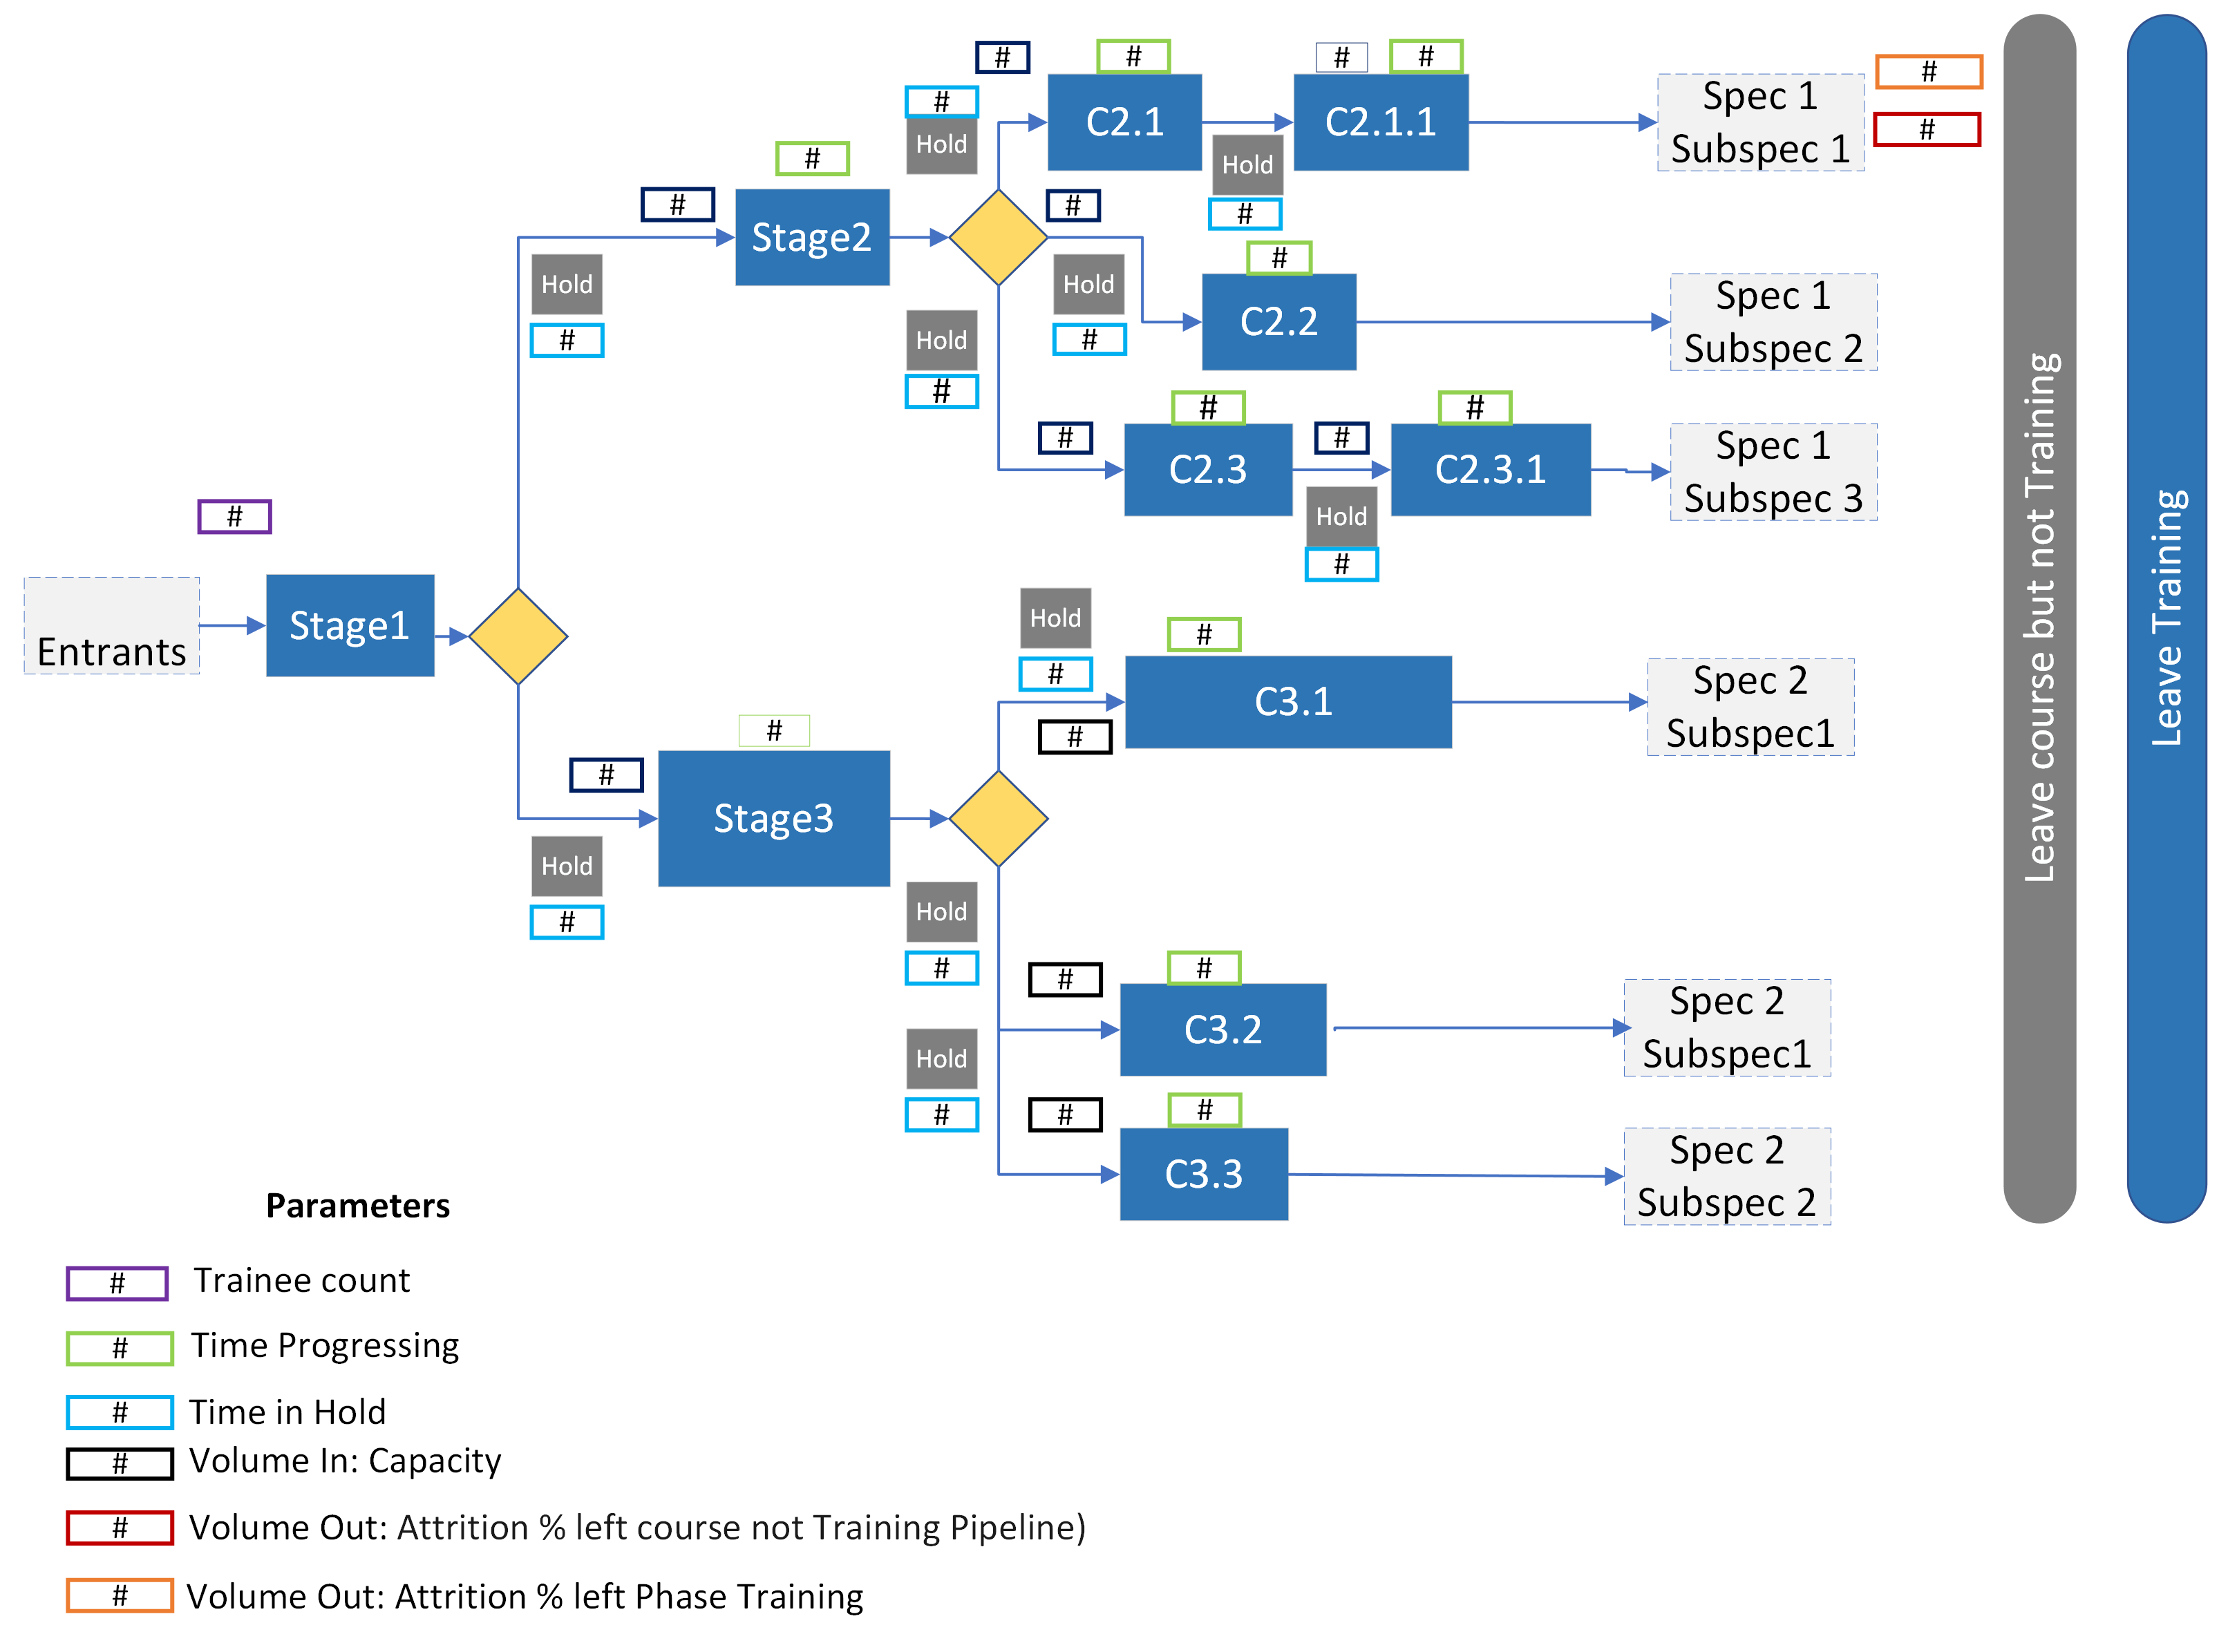 #
#
#
#
#
Hold
C2.1
C2.1.1
Hold
#
Spec 1
Subspec 1
#
#
#
#
Stage2
#
Hold
#
Hold
#
Hold
#
#
C2.2
Spec 1
Subspec 2
#
#
C2.3
#
#
C2.3.1
Hold
#
Spec 1
Subspec 3
#
Entrants
Stage1
Hold
#
#
#
C3.1
Spec 2
Subspec1
#
#
Stage3
Hold
#
Hold
#
#
#
C3.2
Spec 2
Subspec1
Hold
#
#
#
C3.3
Spec 2
Subspec 2
Leave course but not Training
Leave Training
Parameters
# Trainee count
# Time Progressing
# Time in Hold
# Volume In: Capacity
# Volume Out: Attrition % left course not Training Pipeline)
# Volume Out: Attrition % left Phase Training